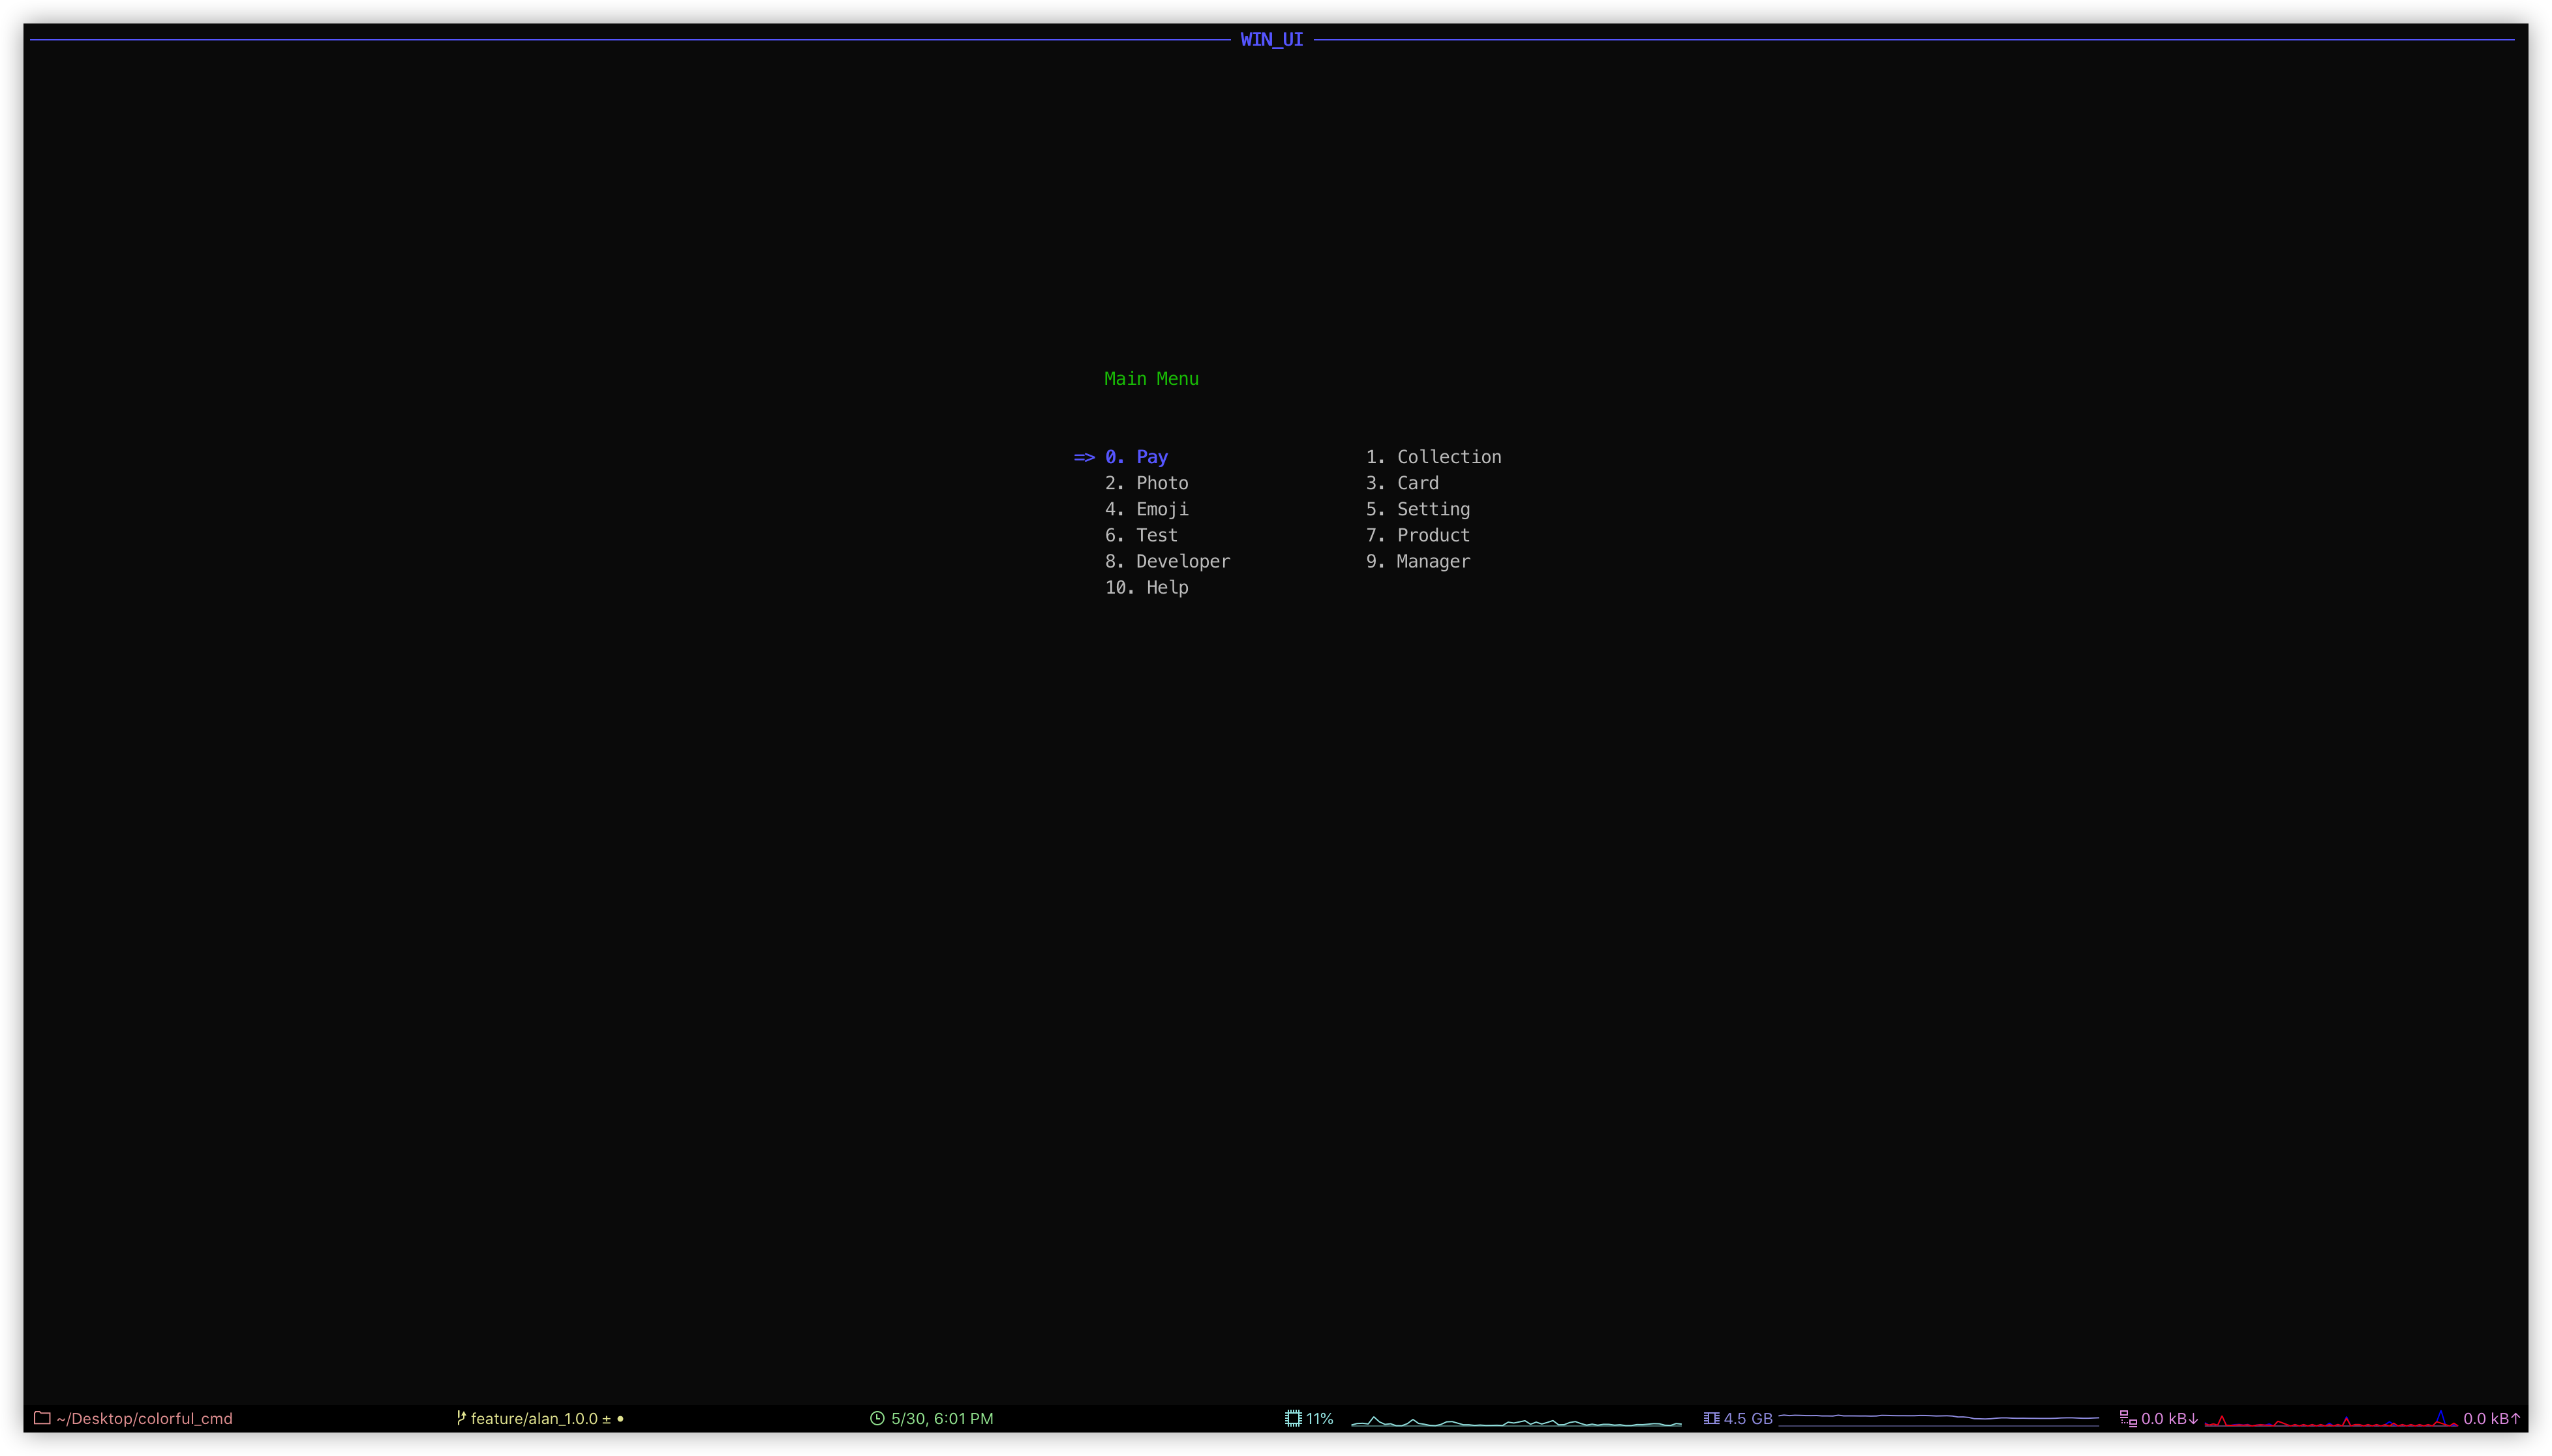 WIN_UI
Main Menu
=> 0. Pay 1. Collection
2. Photo 3. Card
4. Emoji 5. Setting
6. Test 7. Product
8. Developer 9. Manager
10. Help
~/Desktop/colorful_cmd feature/alan_1.0.0 ± ● 5/30, 6:01 PM 11% 4.5 GB 0.0 kB↓ 0.0 kB↑